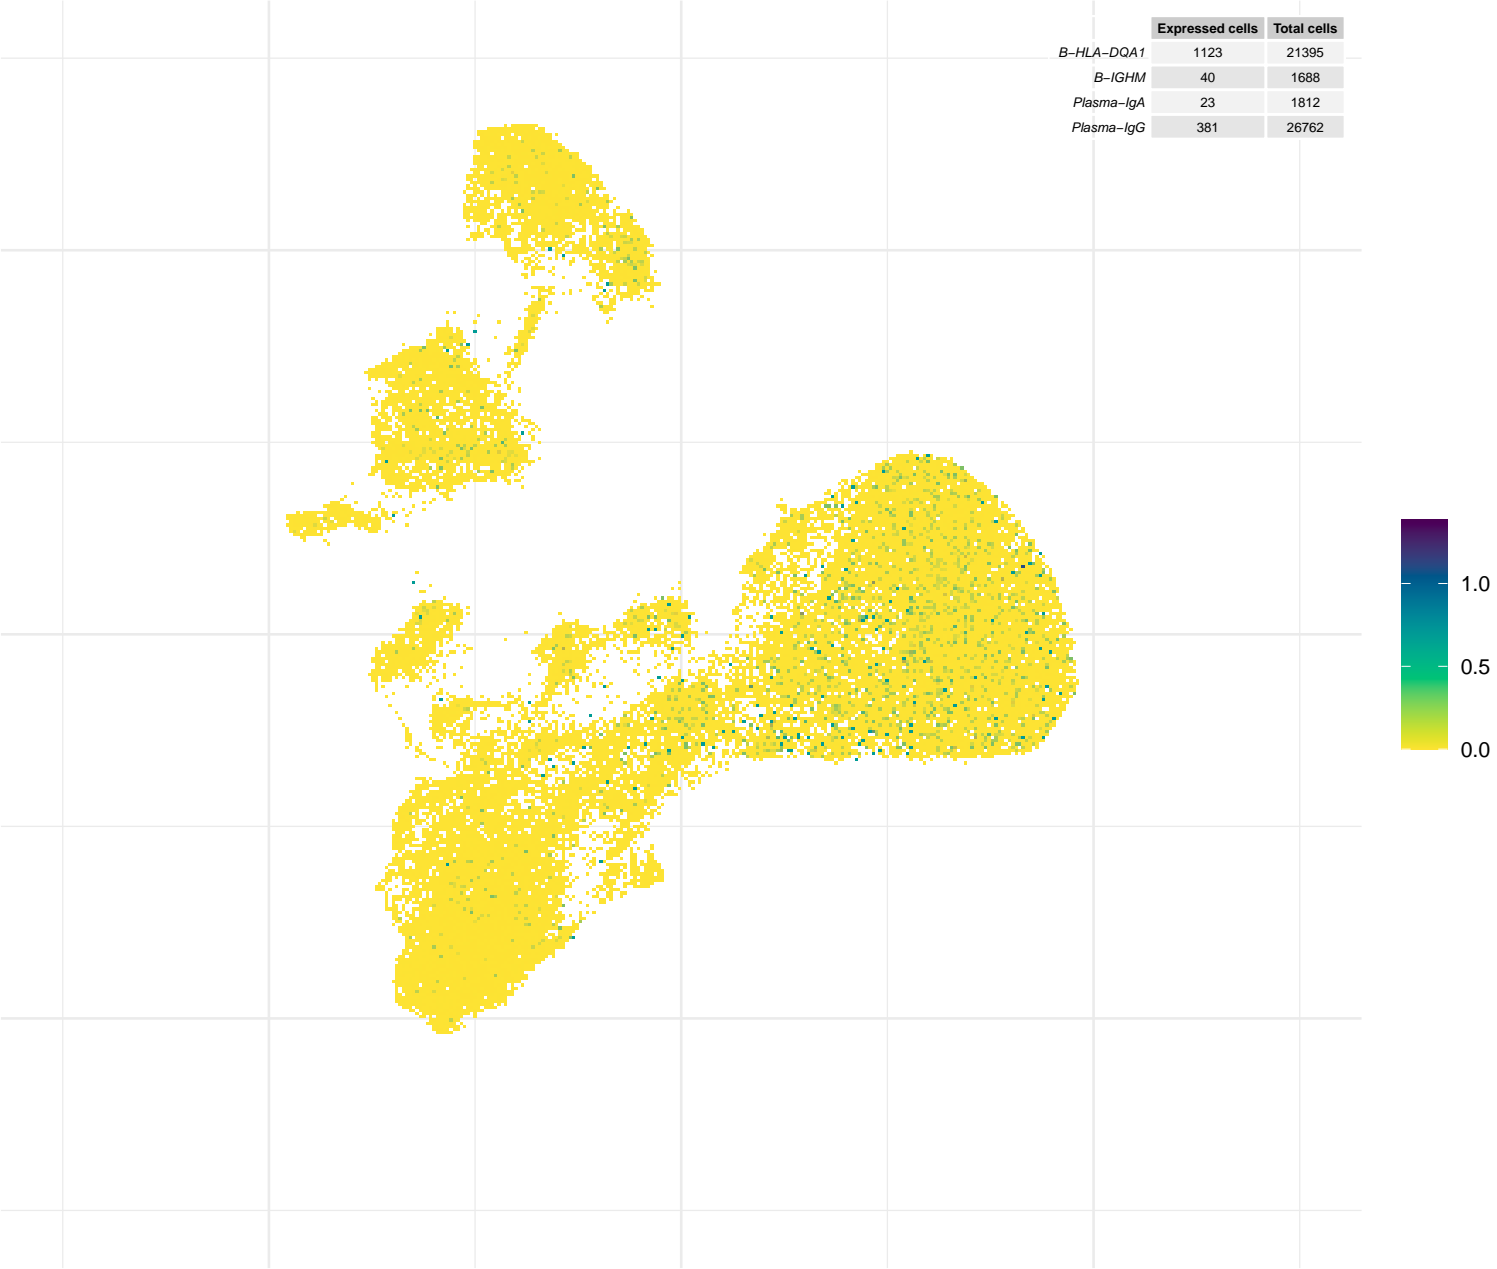 Expressed cells Total cells
B−HLA−DQA1 1123 21395
B−IGHM 40 1688
Plasma−IgA 23 1812
Plasma−IgG 381 26762
1.0
0.5
0.0